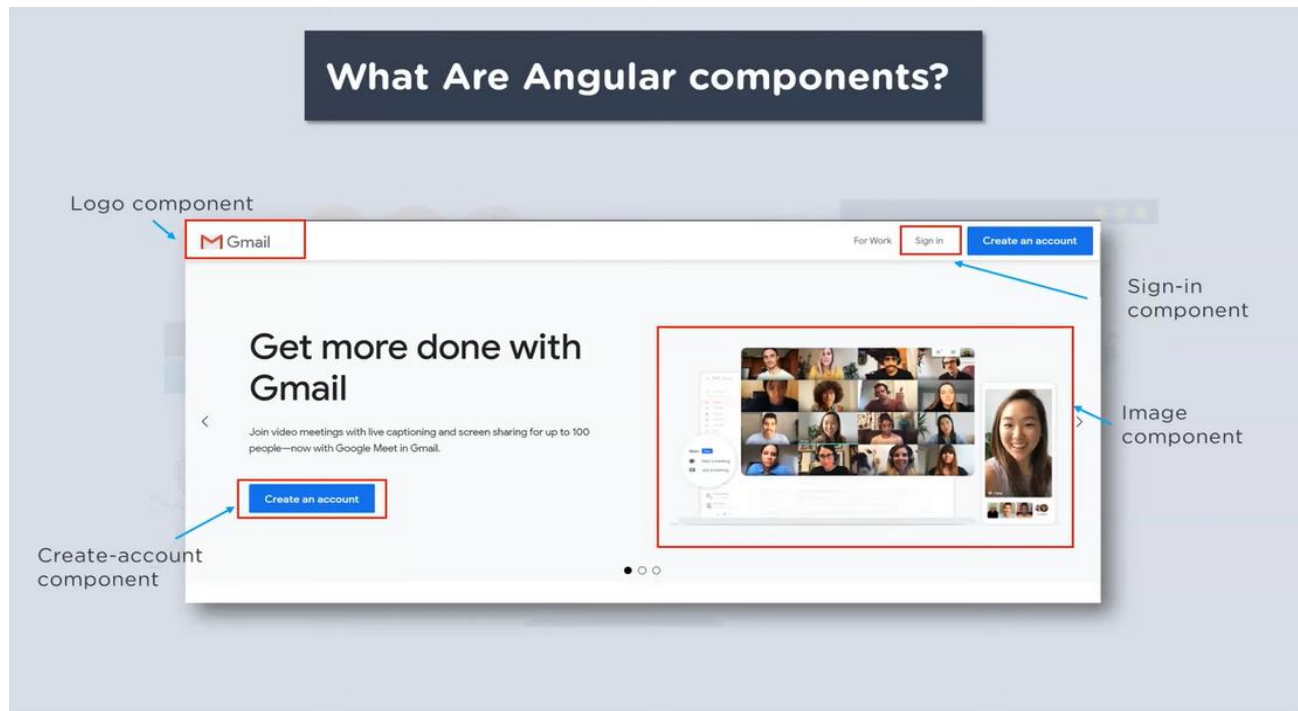 What Are Angular components?
Logo component
Gmail
For Work
Sign in
Create an account
Sign-in
component
Get more done with
Gmail
Join video meetings with live captioning and screen sharing for up to 100
people—now with Google Meet in Gmail.
Image
component
Create an account
Create-account
component